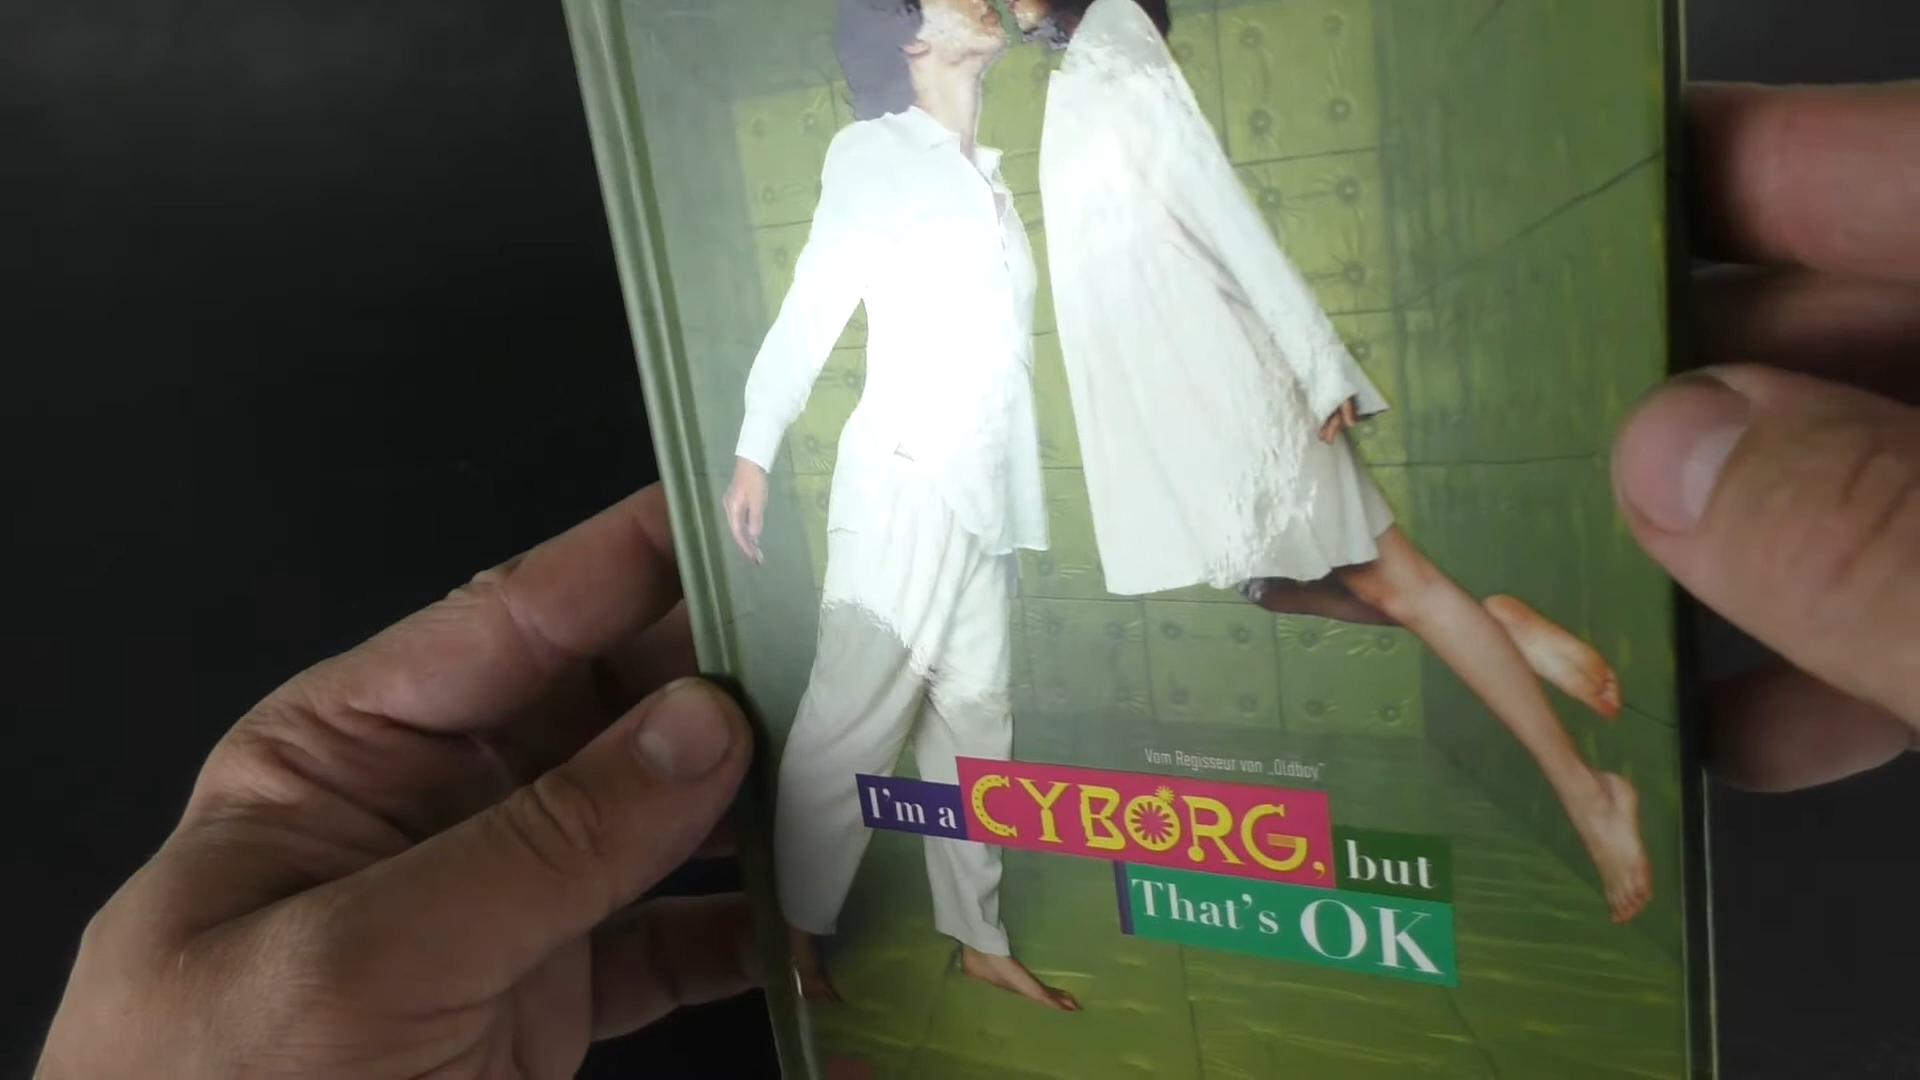 Vom Regisseur von „Oldboy“
I'm a CYBORG, but
That's OK